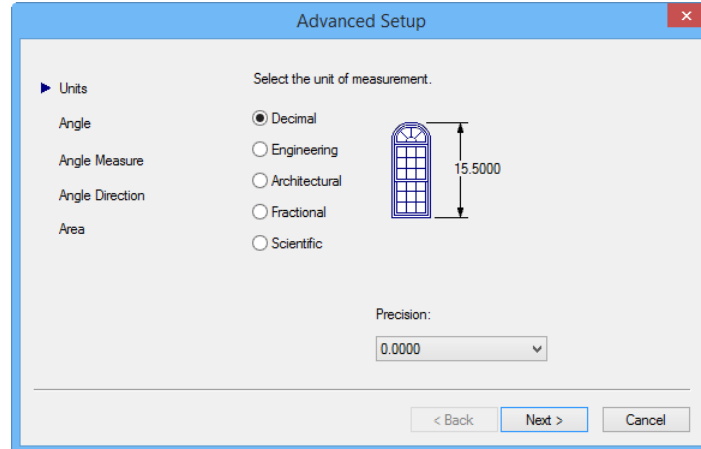 Advanced Setup
Units
Angle
Angle Measure
Angle Direction
Area
Select the unit of measurement.
Decimal
Engineering
Architectural
Fractional
Scientific
15.5000
Precision:
0.0000
< Back
Next >
Cancel